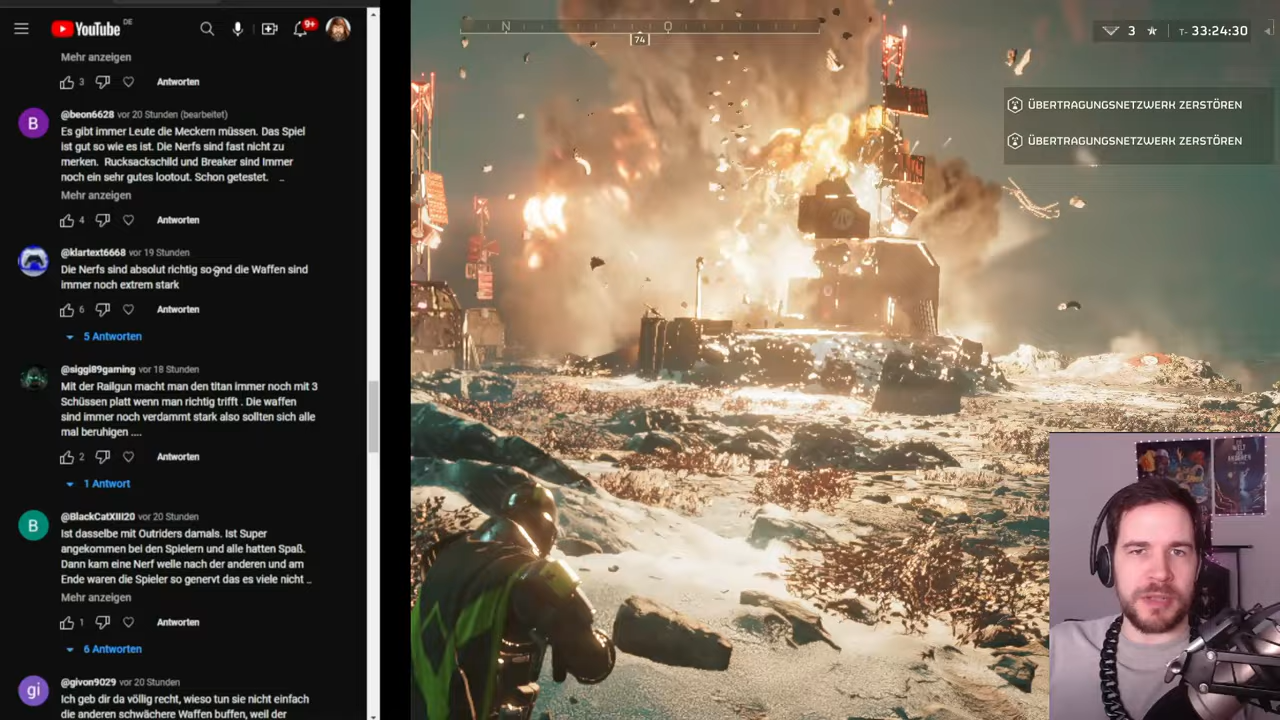 YouTube DE
9+
Mehr anzeigen
3
Antworten
B
@beon6628 vor 20 Stunden (bearbeitet)
Es gibt immer Leute die Meckern müssen. Das Spiel
ist gut so wie es ist. Die Nerfs sind fast nicht zu
merken. Rucksackschild und Breaker sind Immer
noch ein sehr gutes lootout. Schon getestet. ..
Mehr anzeigen
4
Antworten
@klartext6668 vor 19 Stunden
Die Nerfs sind absolut richtig so und die Waffen sind
immer noch extrem stark
6
Antworten
5 Antworten
@siggi89gaming vor 18 Stunden
Mit der Railgun macht man den titan immer noch mit 3
Schüssen platt wenn man richtig trifft . Die waffen
sind immer noch verdammt stark also sollten sich alle
mal beruhigen ....
2
Antworten
1 Antwort
B
@BlackCatXIII20 vor 20 Stunden
Ist dasselbe mit Outriders damals. Ist Super
angekommen bei den Spielern und alle hatten Spaß.
Dann kam eine Nerf welle nach der anderen und am
Ende waren die Spieler so genervt das es viele nicht ..
Mehr anzeigen
1
Antworten
6 Antworten
gi
@givon9029 vor 20 Stunden
Ich geb dir da völlig recht, wieso tun sie nicht einfach
die anderen schwächere Waffen buffen, weil der
N
O
74
3
T- 33:24:30
ÜBERTRAGUNGSNETZWERK ZERSTÖREN
ÜBERTRAGUNGSNETZWERK ZERSTÖREN